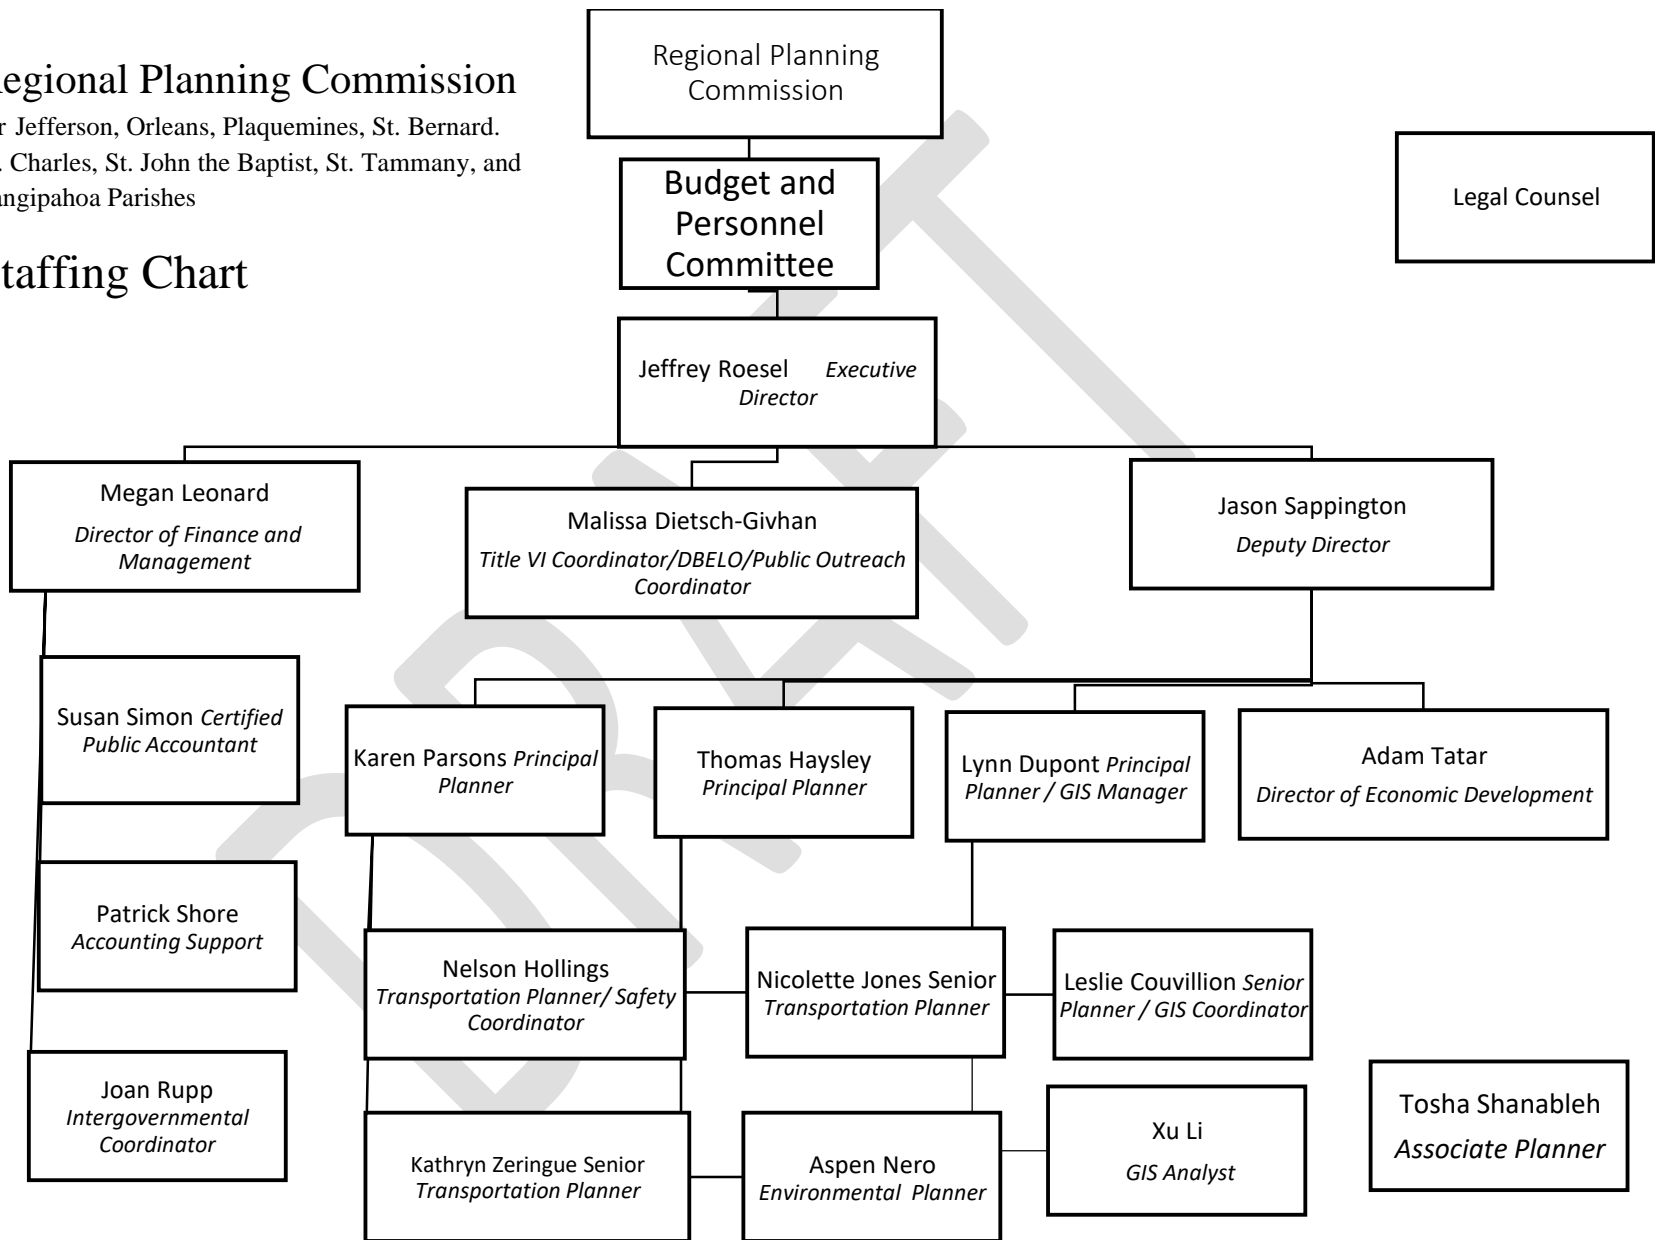 Regional Planning
Commission
egional Planning Commission
r Jefferson, Orleans, Plaquemines, St. Bernard.
. Charles, St. John the Baptist, St. Tammany, and
angipahoa Parishes
taffing Chart
Budget and
Personnel
Committee
Legal Counsel
Jeffrey Roesel Executive
Director
Megan Leonard
Director of Finance and
Management
Malissa Dietsch-Givhan
Title VI Coordinator/DBELO/Public Outreach
Coordinator
Jason Sappington
Deputy Director
Susan Simon Certified
Public Accountant
Karen Parsons Principal
Planner
Thomas Haysley
Principal Planner
Lynn Dupont Principal
Planner / GIS Manager
Adam Tatar
Director of Economic Development
Patrick Shore
Accounting Support
Nelson Hollings
Transportation Planner/ Safety
Coordinator
Nicolette Jones Senior
Transportation Planner
Leslie Couvillion Senior
Planner / GIS Coordinator
Joan Rupp
Intergovernmental
Coordinator
Kathryn Zeringue Senior
Transportation Planner
Aspen Nero
Environmental Planner
Xu Li
GIS Analyst
Tosha Shanableh
Associate Planner
DRAFT